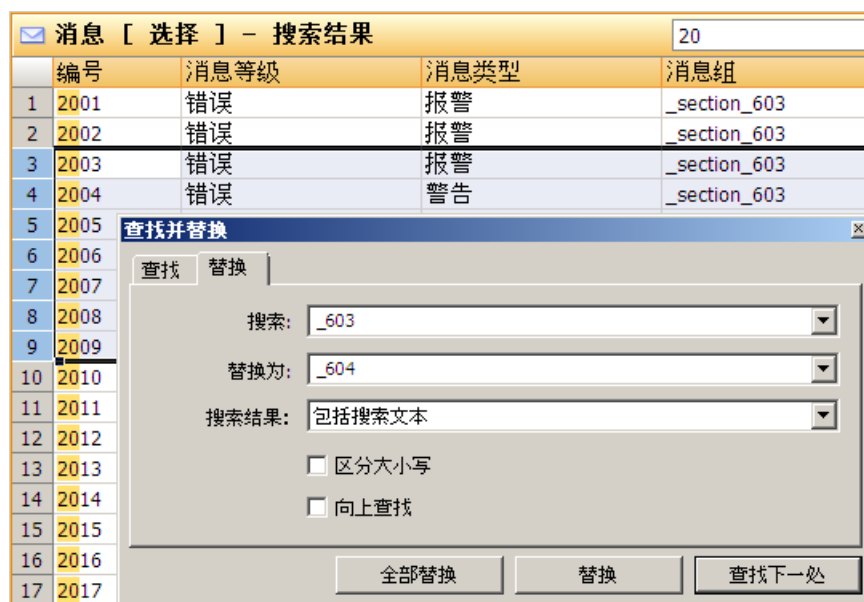 消息 [ 选择 ] - 搜索结果 20
编号 消息等级 消息类型 消息组
1 2001 错误 报警 _section_603
2 2002 错误 报警 _section_603
3 2003 错误 报警 _section_603
4 2004 错误 警告 _section_603
5 2005
查找并替换
6 2006
查找 替换
7 2007
8 2008
搜索: _603
9 2009
替换为: _604
10 2010
11 2011
搜索结果: 包括搜索文本
12 2012
13 2013
区分大小写
14 2014
向上查找
15 2015
16 2016
全部替换 替换 查找下一处
17 2017